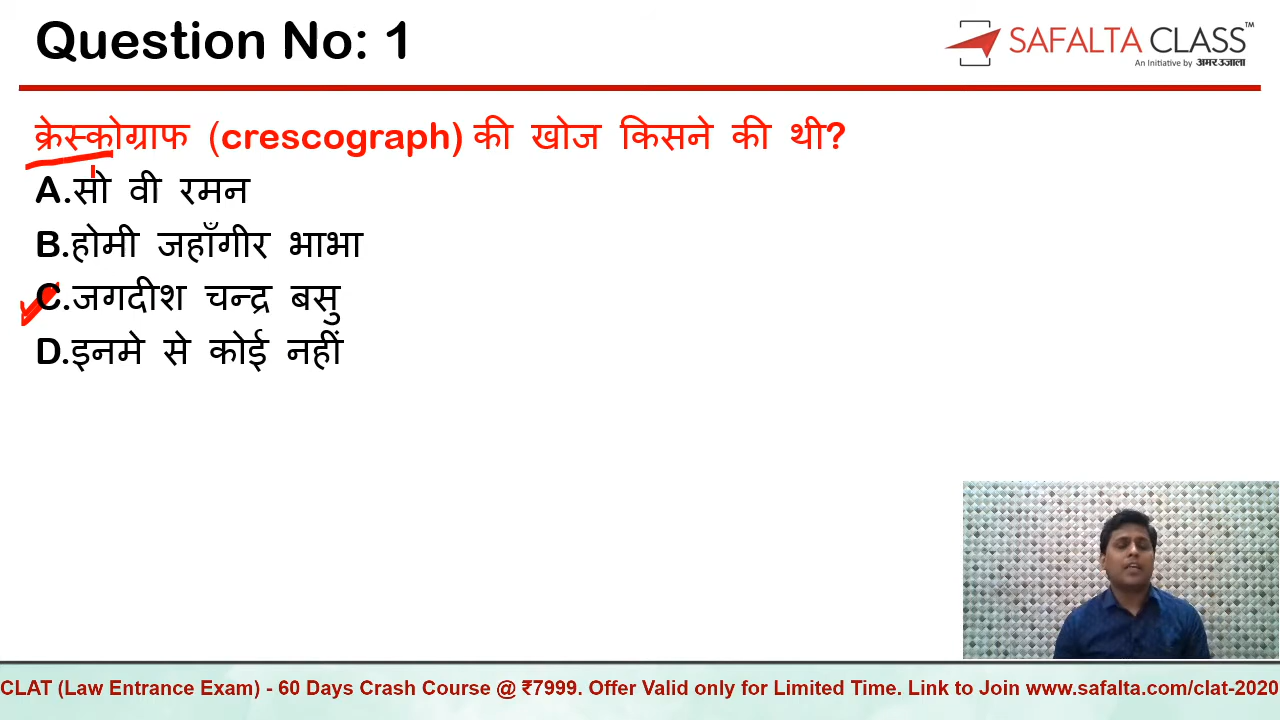 Question No: 1
SAFALTA CLASS™
An Initiative by अमर उजाला
क्रेस्कोग्राफ (crescograph) की खोज किसने की थी?
A.सो वी रमन
B.होमी जहाँगीर भाभा
C.जगदीश चन्द्र बसु
D.इनमे से कोई नहीं
CLAT (Law Entrance Exam) - 60 Days Crash Course @ ₹7999. Offer Valid only for Limited Time. Link to Join www.safalta.com/clat-2020